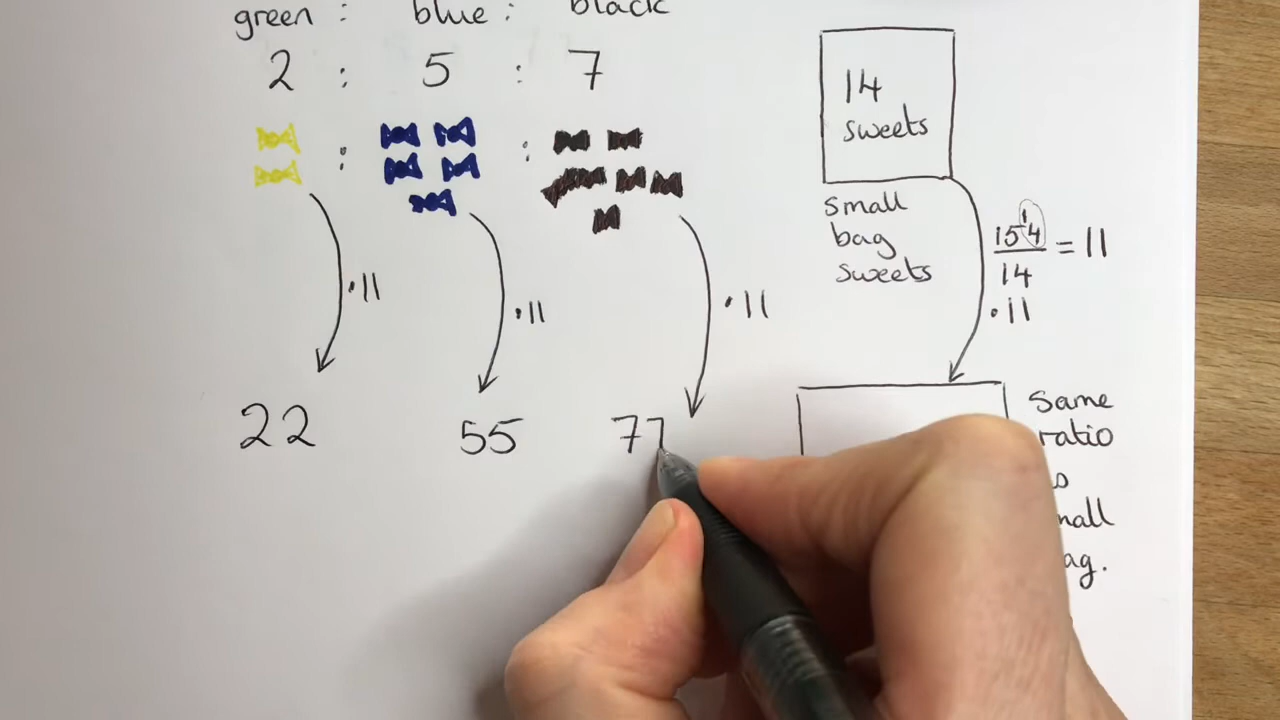 green : blue : black
2 : 5 : 7
: :
·11 ·11 ·11
22 55 77
14
sweets
small
bag
sweets
15¹4
14
= 11
·11
same
ratio